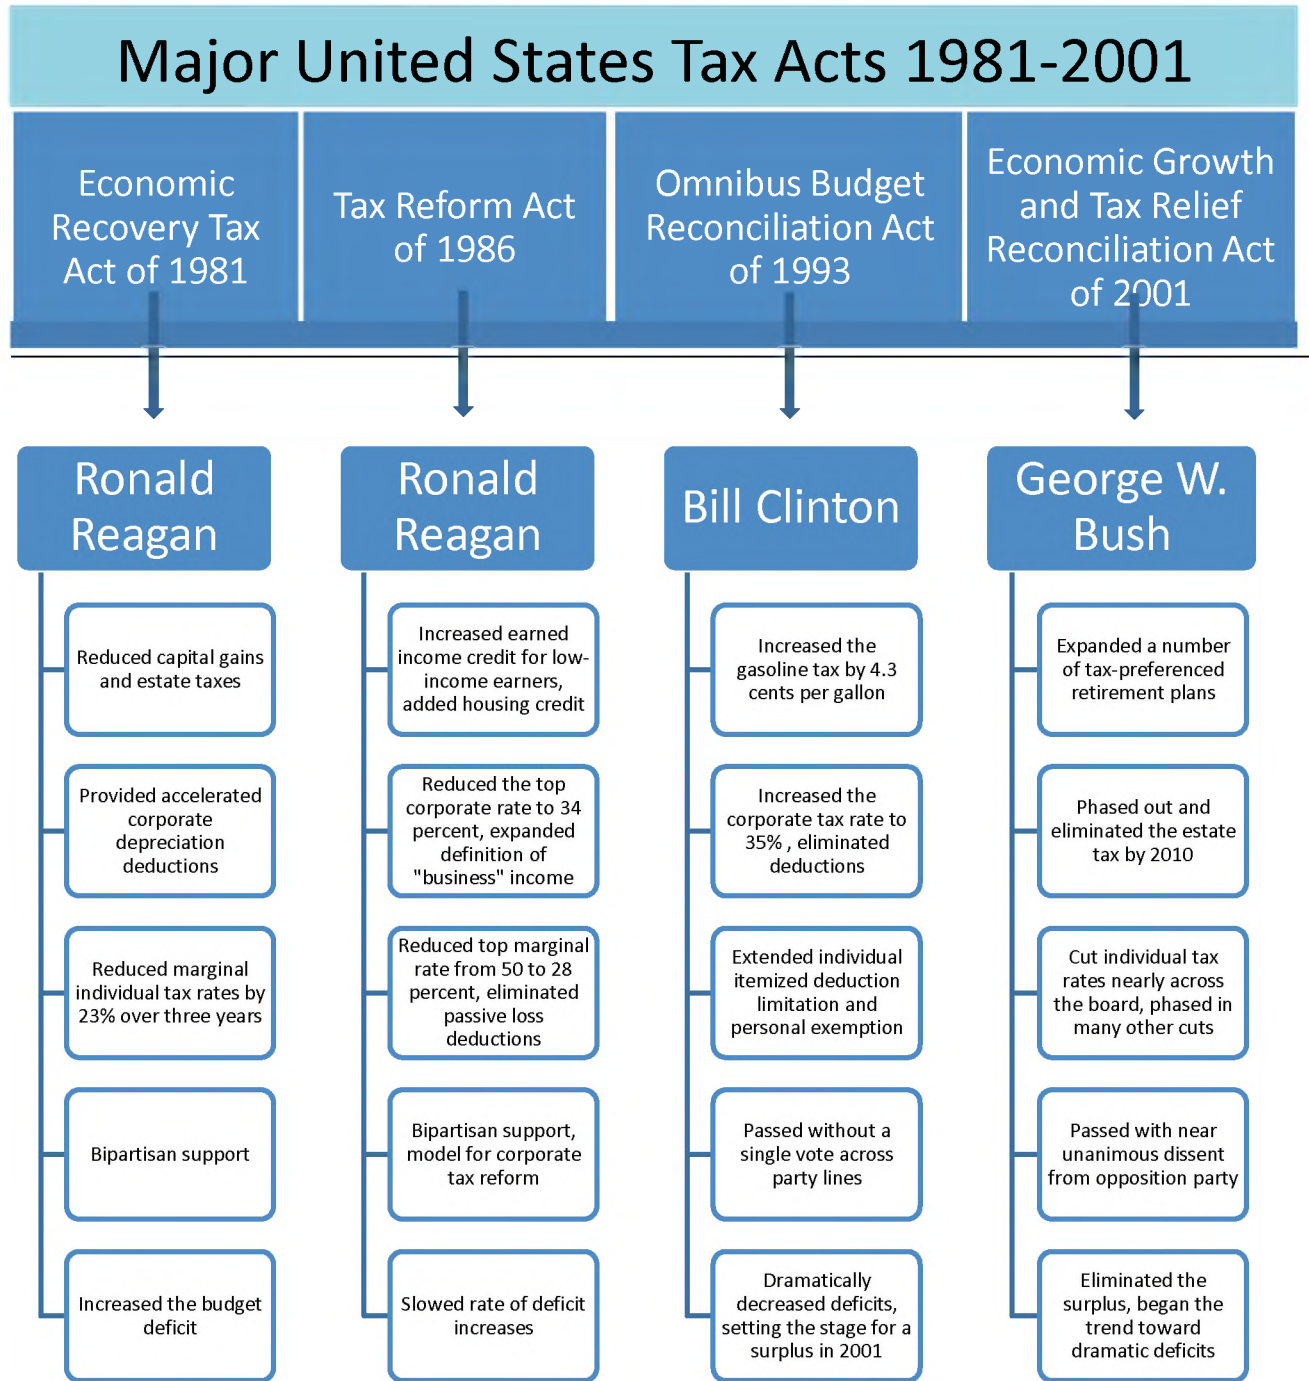 Major United States Tax Acts 1981-2001
Economic
Recovery Tax
Act of 1981
Tax Reform Act
of 1986
Omnibus Budget
Reconciliation Act
of 1993
Economic Growth
and Tax Relief
Reconciliation Act
of 2001
Ronald
Reagan
Reduced capital gains
and estate taxes
Provided accelerated
corporate
depreciation
deductions
Reduced marginal
individual tax rates by
23% over three years
Bipartisan support
Increased the budget
deficit
Ronald
Reagan
Increased earned
income credit for low-
income earners,
added housing credit
Reduced the top
corporate rate to 34
percent, expanded
definition of
"business" income
Reduced top marginal
rate from 50 to 28
percent, eliminated
passive loss
deductions
Bipartisan support,
model for corporate
tax reform
Slowed rate of deficit
increases
Bill Clinton
Increased the
gasoline tax by 4.3
cents per gallon
Increased the
corporate tax rate to
35% , eliminated
deductions
Extended individual
itemized deduction
limitation and
personal exemption
Passed without a
single vote across
party lines
Dramatically
decreased deficits,
setting the stage for a
surplus in 2001
George W.
Bush
Expanded a number
of tax-preferenced
retirement plans
Phased out and
eliminated the estate
tax by 2010
Cut individual tax
rates nearly across
the board, phased in
many other cuts
Passed with near
unanimous dissent
from opposition party
Eliminated the
surplus, began the
trend toward
dramatic deficits